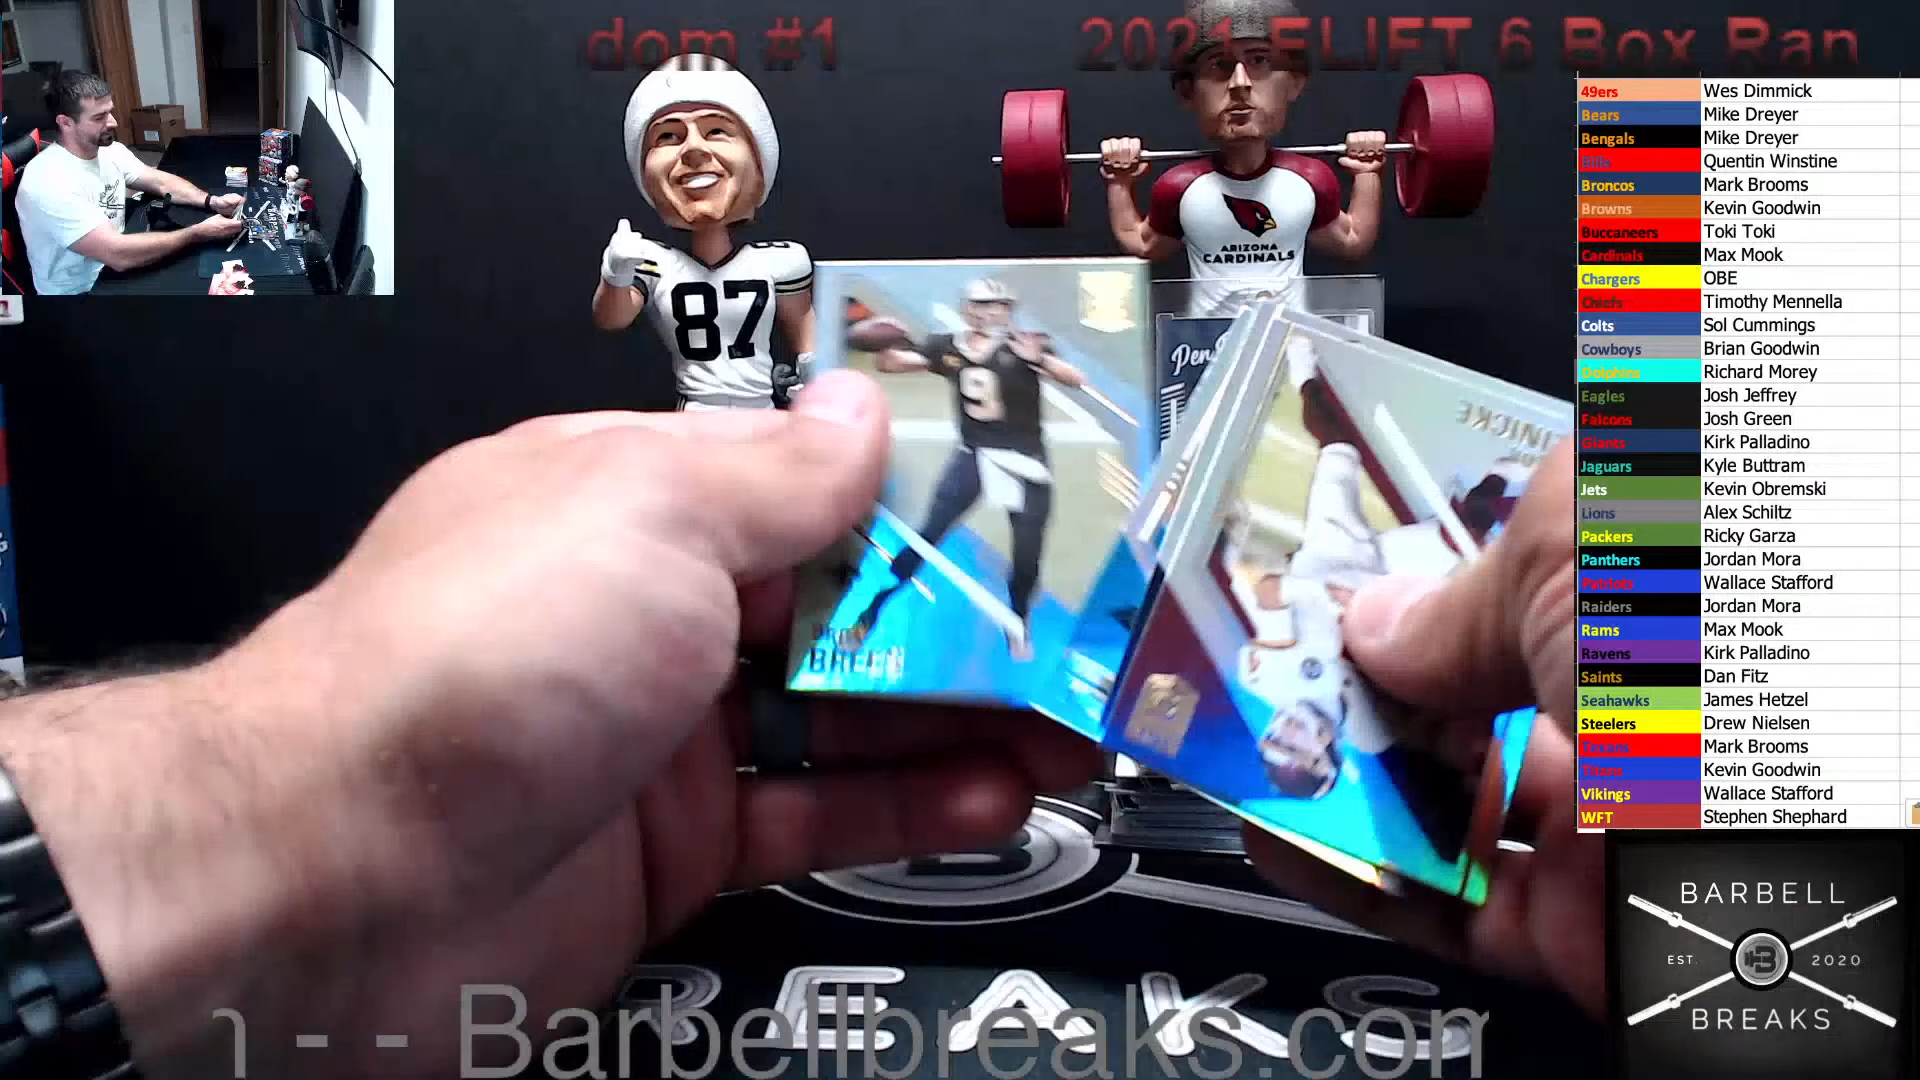 dom #1
2021 ELIFT 6 Box Ran
49ers Wes Dimmick
Bears Mike Dreyer
Bengals Mike Dreyer
Bills Quentin Winstine
Broncos Mark Brooms
Browns Kevin Goodwin
Buccaneers Toki Toki
Cardinals Max Mook
Chargers OBE
Chiefs Timothy Mennella
Colts Sol Cummings
Cowboys Brian Goodwin
Dolphins Richard Morey
Eagles Josh Jeffrey
Falcons Josh Green
Giants Kirk Palladino
Jaguars Kyle Buttram
Jets Kevin Obremski
Lions Alex Schiltz
Packers Ricky Garza
Panthers Jordan Mora
Patriots Wallace Stafford
Raiders Jordan Mora
Rams Max Mook
Ravens Kirk Palladino
Saints Dan Fitz
Seahawks James Hetzel
Steelers Drew Nielsen
Texans Mark Brooms
Titans Kevin Goodwin
Vikings Wallace Stafford
WFT Stephen Shephard
87
ARIZONA
CARDINALS
9
INICKE
BREAKS
n - - Barbellbreaks.com
BARBELL
EST. B 2020
BREAKS